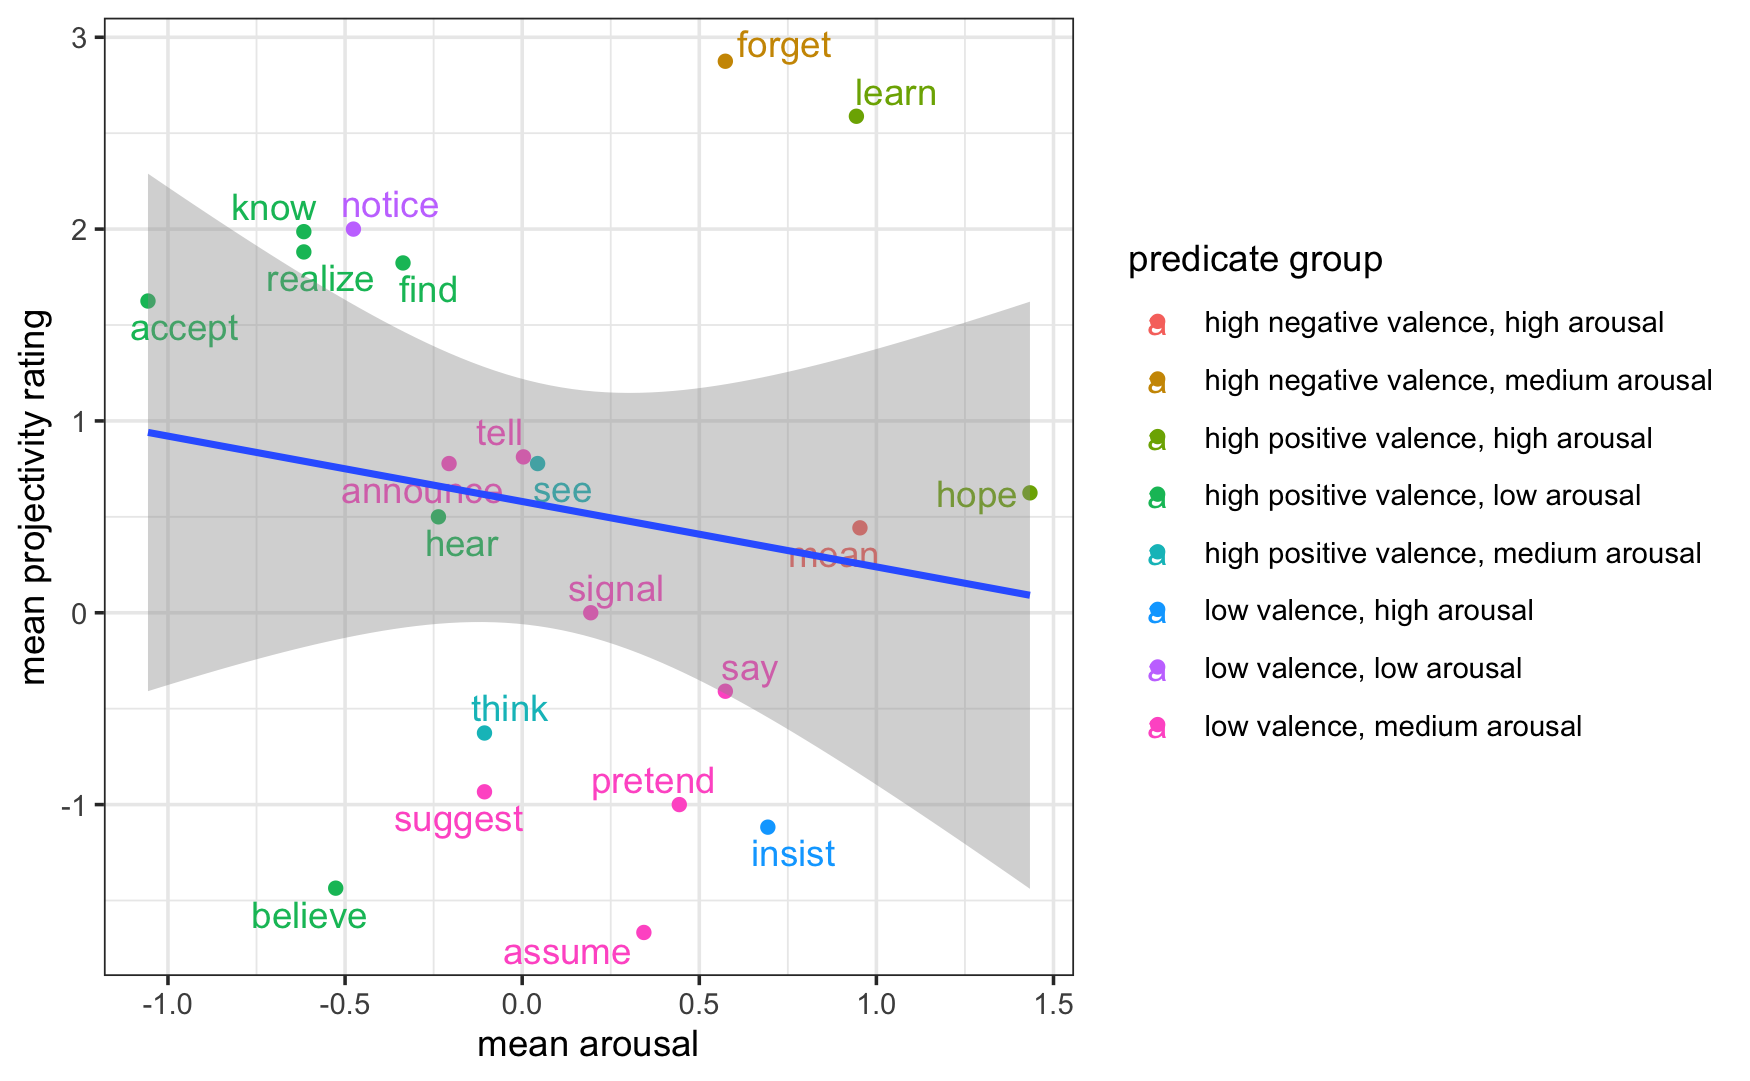 3
2
1
0
-1
forget
learn
know
notice
realize
find
accept
tell
announce
see
hope
hear
mean
signal
say
think
pretend
suggest
insist
believe
assume
-1.0 -0.5 0.0 0.5 1.0 1.5
mean arousal
mean projectivity rating
predicate group
a high negative valence, high arousal
a high negative valence, medium arousal
a high positive valence, high arousal
a high positive valence, low arousal
a high positive valence, medium arousal
a low valence, high arousal
a low valence, low arousal
a low valence, medium arousal